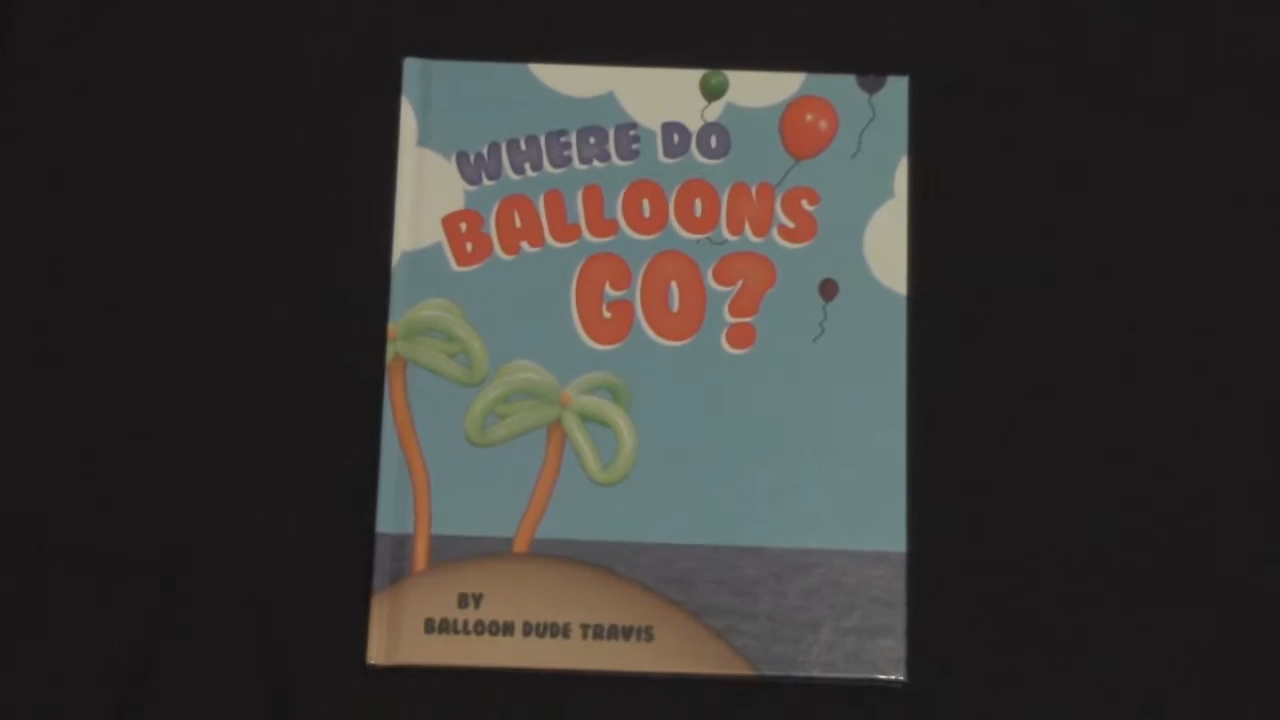 WHERE DO
BALLOONS
GO?
BY
BALLOON DUDE TRAVIS